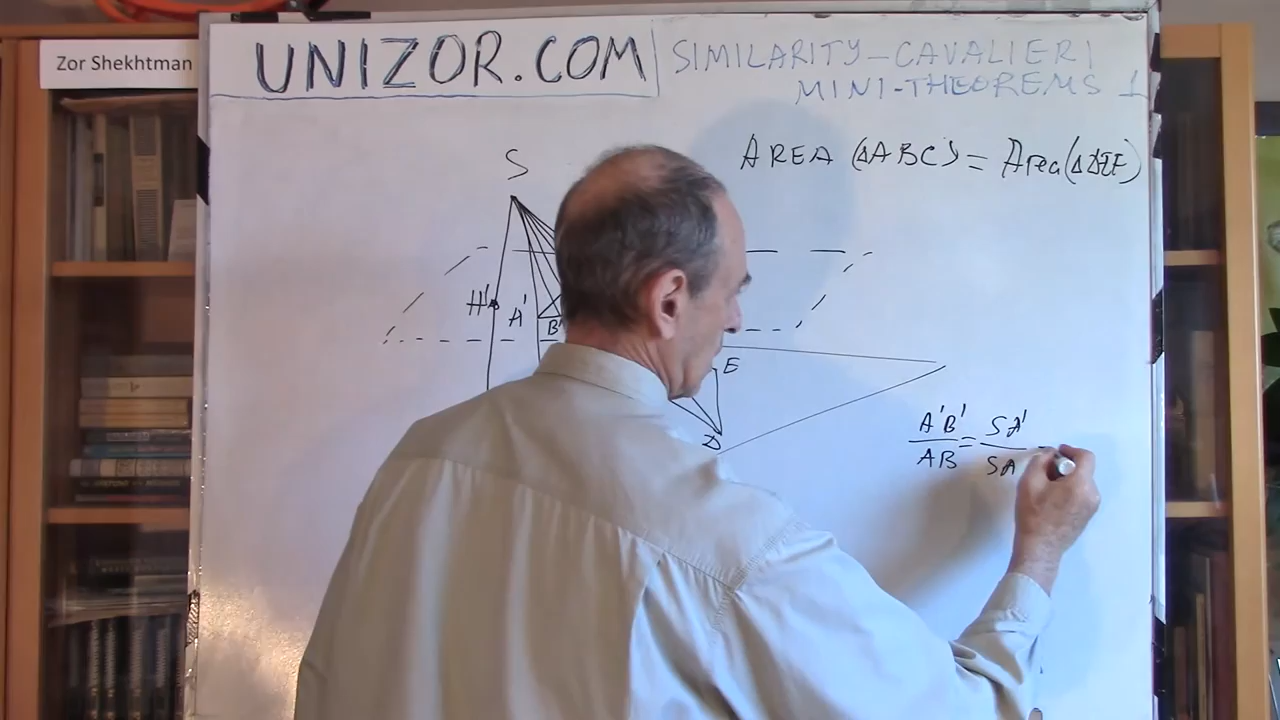 Zor Shekhtman
UNIZOR.COM
SIMILARITY–CAVALIERI
MINI-THEOREMS 1
AREA (ΔABC) = Area(ΔDEF)
S
H'
A'
B'
E
D
A'B'/AB = SA'/SA =